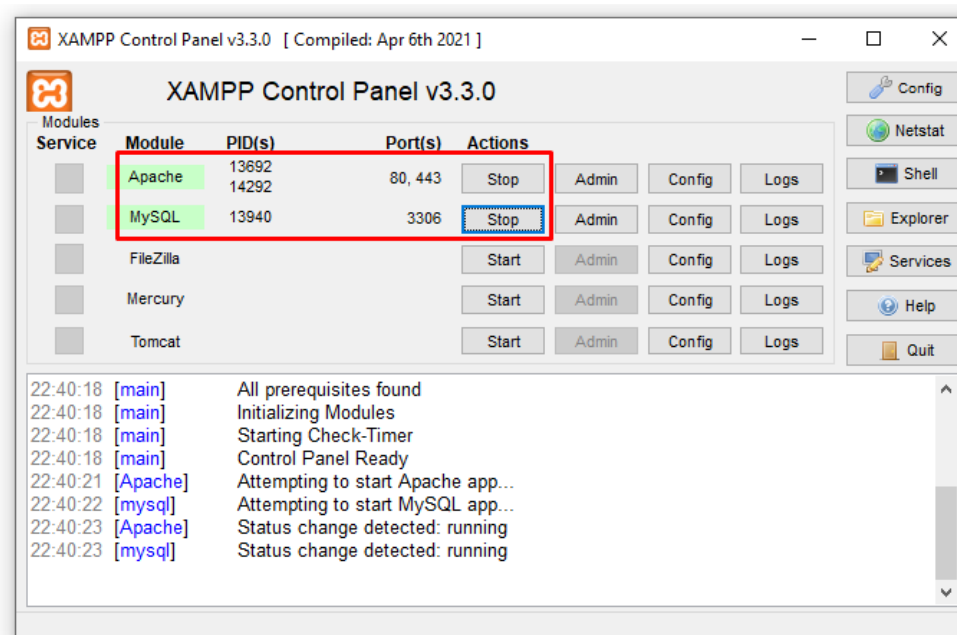 XAMPP Control Panel v3.3.0 [ Compiled: Apr 6th 2021 ]
XAMPP Control Panel v3.3.0
Config
Modules
Service Module PID(s) Port(s) Actions
Netstat
Apache 13692 14292 80, 443 Stop Admin Config Logs
Shell
MySQL 13940 3306 Stop Admin Config Logs
Explorer
FileZilla Start Admin Config Logs
Services
Mercury Start Admin Config Logs
Help
Tomcat Start Admin Config Logs
Quit
22:40:18 [main] All prerequisites found
22:40:18 [main] Initializing Modules
22:40:18 [main] Starting Check-Timer
22:40:18 [main] Control Panel Ready
22:40:21 [Apache] Attempting to start Apache app...
22:40:22 [mysql] Attempting to start MySQL app...
22:40:23 [Apache] Status change detected: running
22:40:23 [mysql] Status change detected: running